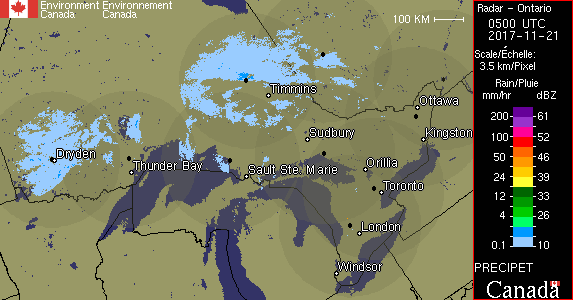 Environment Environnement
Canada Canada
100 KM
Timmins
Ottawa
Sudbury
Kingston
Dryden
Thunder Bay
Sault Ste. Marie
Orillia
Toronto
London
Windsor
Radar - Ontario
0500 UTC
2017-11-21
Scale/Échelle:
3.5 km/Pixel
Rain/Pluie
mm/hr dBZ
200 61
100 52
50 46
24 39
12 33
4 26
0.1 10
PRECIPET
Canada